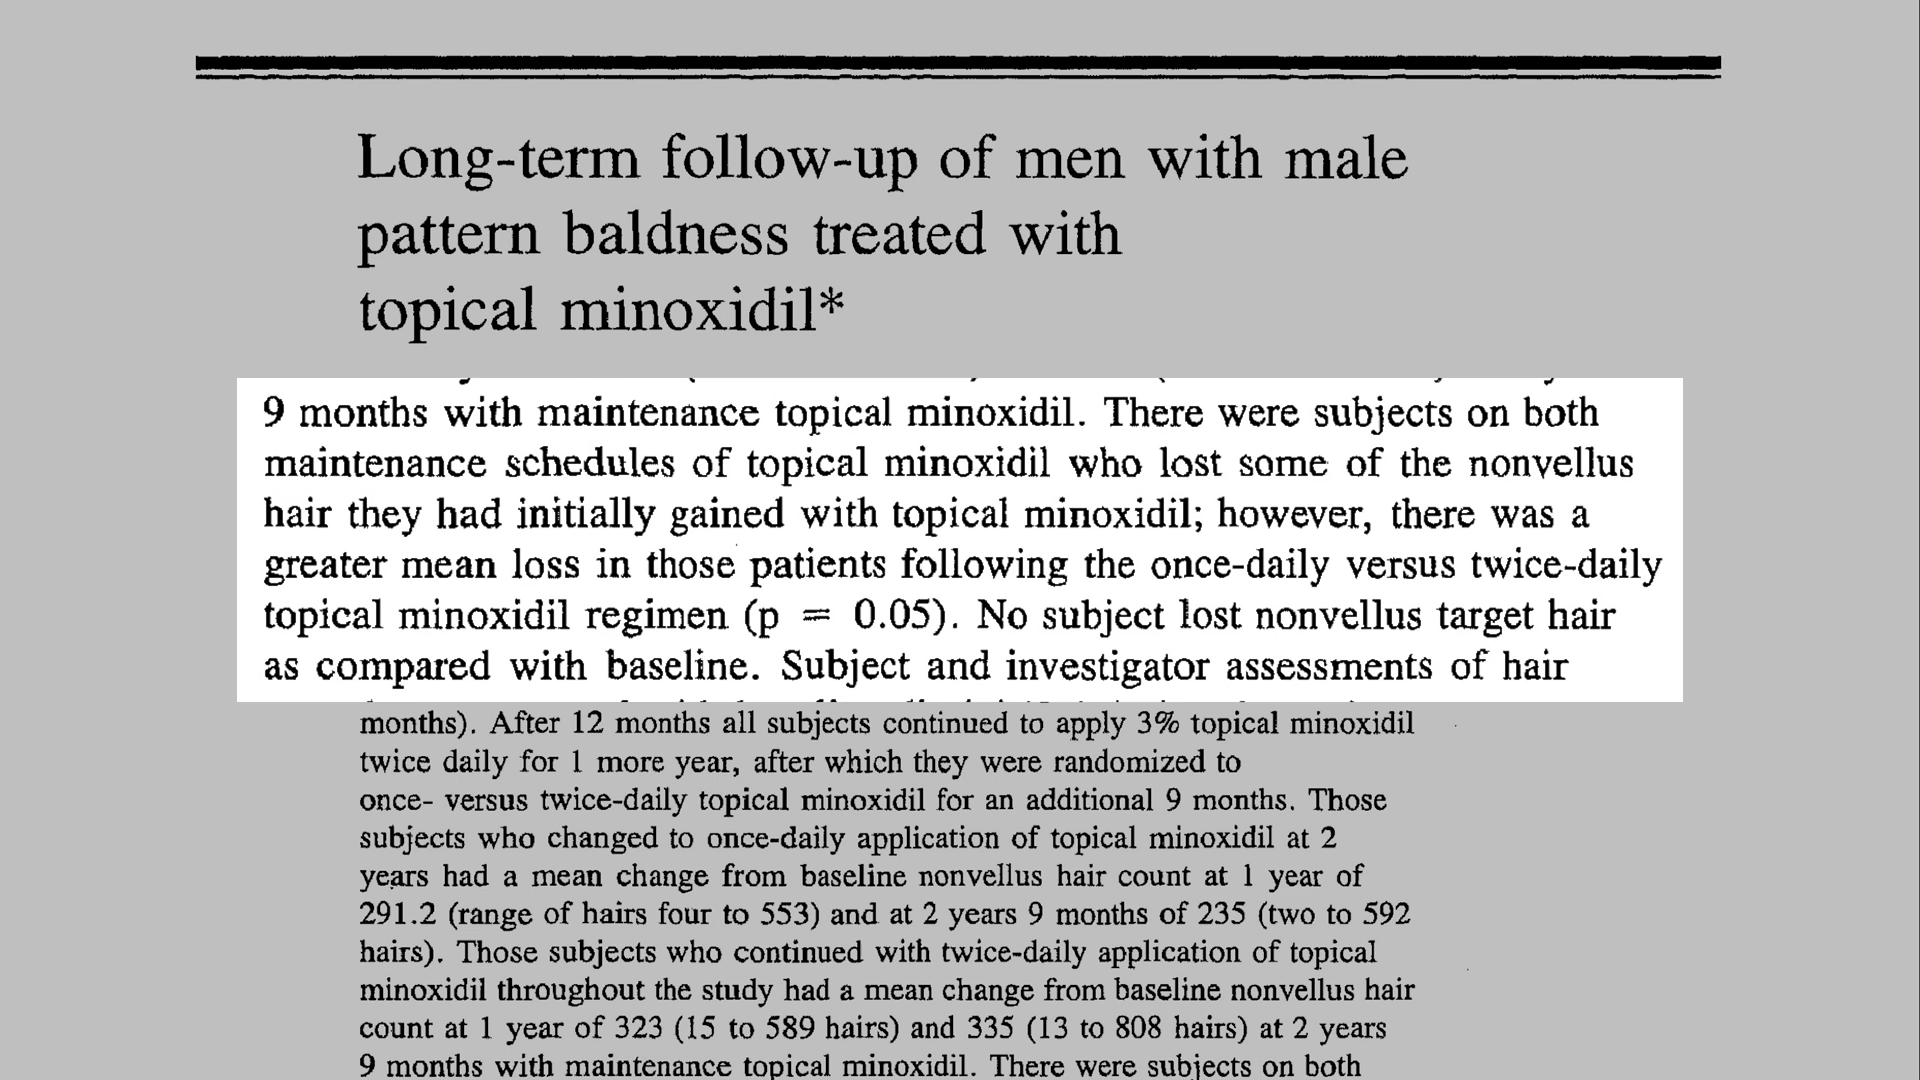 Long-term follow-up of men with male
pattern baldness treated with
topical minoxidil*
9 months with maintenance topical minoxidil. There were subjects on both
maintenance schedules of topical minoxidil who lost some of the nonvellus
hair they had initially gained with topical minoxidil; however, there was a
greater mean loss in those patients following the once-daily versus twice-daily
topical minoxidil regimen (p = 0.05). No subject lost nonvellus target hair
as compared with baseline. Subject and investigator assessments of hair
months). After 12 months all subjects continued to apply 3% topical minoxidil
twice daily for 1 more year, after which they were randomized to
once- versus twice-daily topical minoxidil for an additional 9 months. Those
subjects who changed to once-daily application of topical minoxidil at 2
years had a mean change from baseline nonvellus hair count at 1 year of
291.2 (range of hairs four to 553) and at 2 years 9 months of 235 (two to 592
hairs). Those subjects who continued with twice-daily application of topical
minoxidil throughout the study had a mean change from baseline nonvellus hair
count at 1 year of 323 (15 to 589 hairs) and 335 (13 to 808 hairs) at 2 years
9 months with maintenance topical minoxidil. There were subjects on both